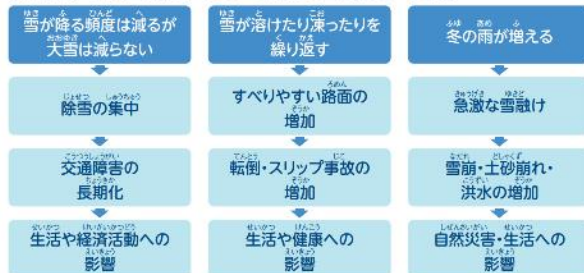 雪が降る頻度は減るが
大雪は減らない
除雪の集中
交通障害の
長期化
生活や経済活動への
影響
雪が溶けたり凍ったりを
繰り返す
すべりやすい路面の
増加
転倒・スリップ事故の
増加
生活や健康への
影響
冬の雨が増える
急激な雪融け
雪崩・土砂崩れ・
洪水の増加
自然災害・生活への
影響